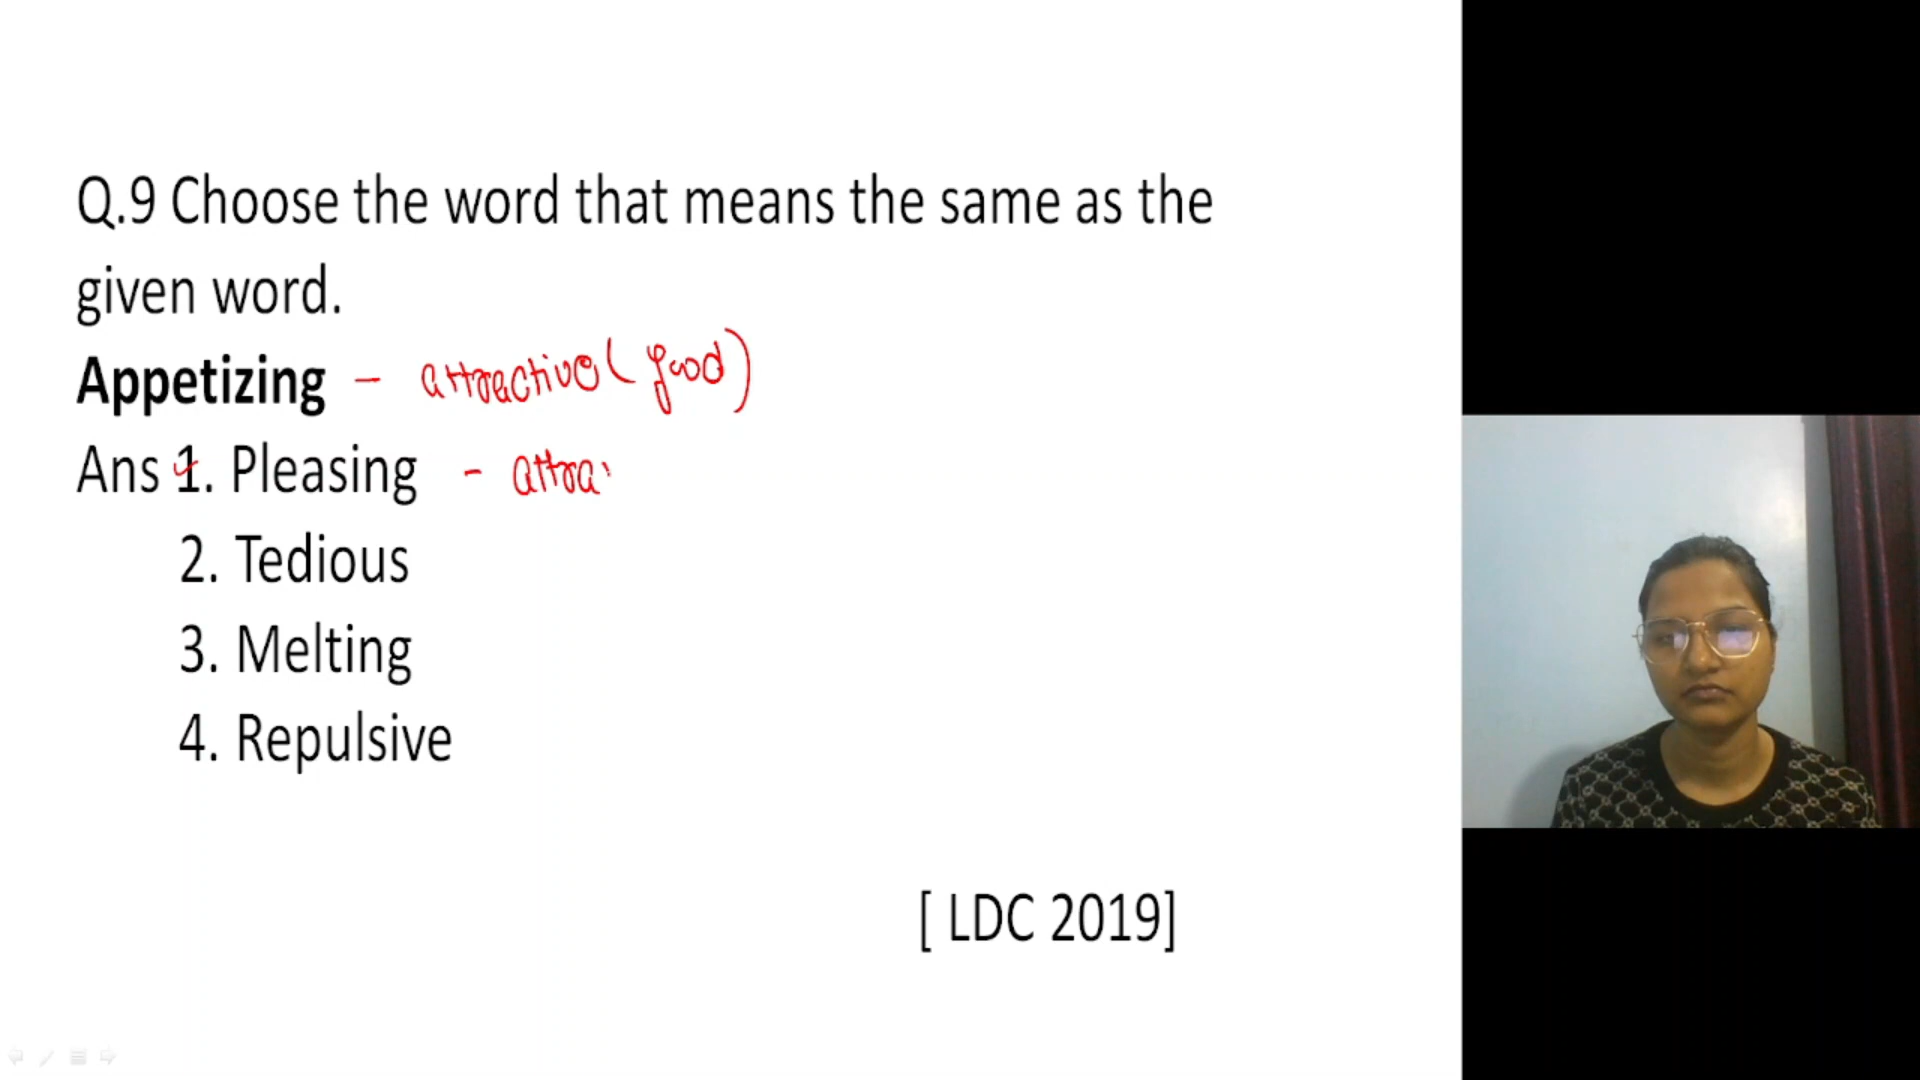 Q.9 Choose the word that means the same as the
given word.
Appetizing - attractive (food)
Ans 1. Pleasing - attra
2. Tedious
3. Melting
4. Repulsive
[ LDC 2019]